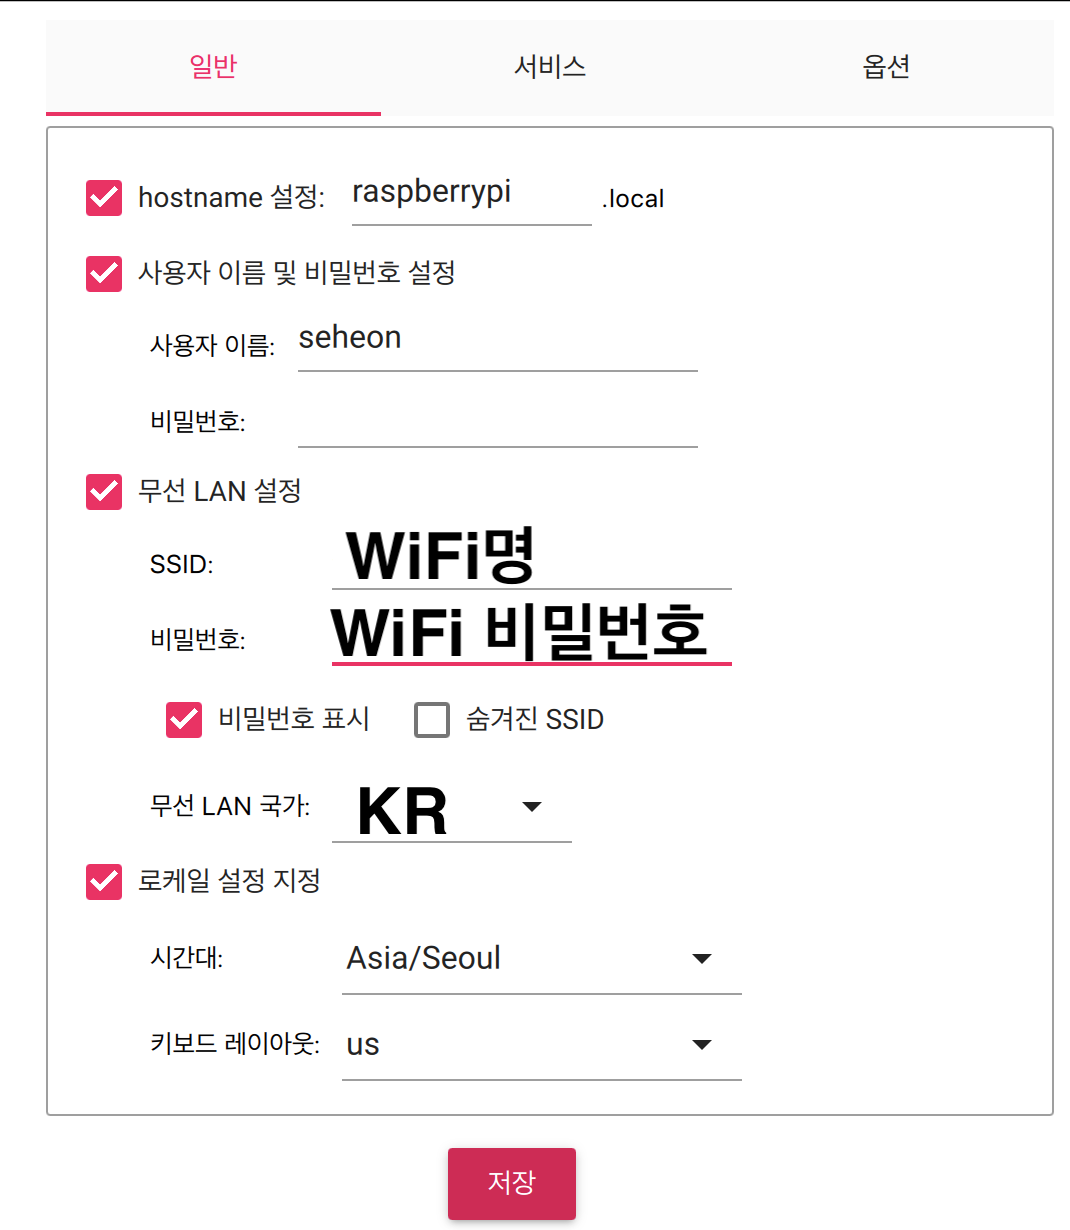 일반 서비스 옵션
hostname 설정: raspberrypi .local
사용자 이름 및 비밀번호 설정
사용자 이름: seheon
비밀번호:
무선 LAN 설정
SSID: WiFi명
비밀번호: WiFi 비밀번호
비밀번호 표시 숨겨진 SSID
무선 LAN 국가: KR
로케일 설정 지정
시간대: Asia/Seoul
키보드 레이아웃: us
저장